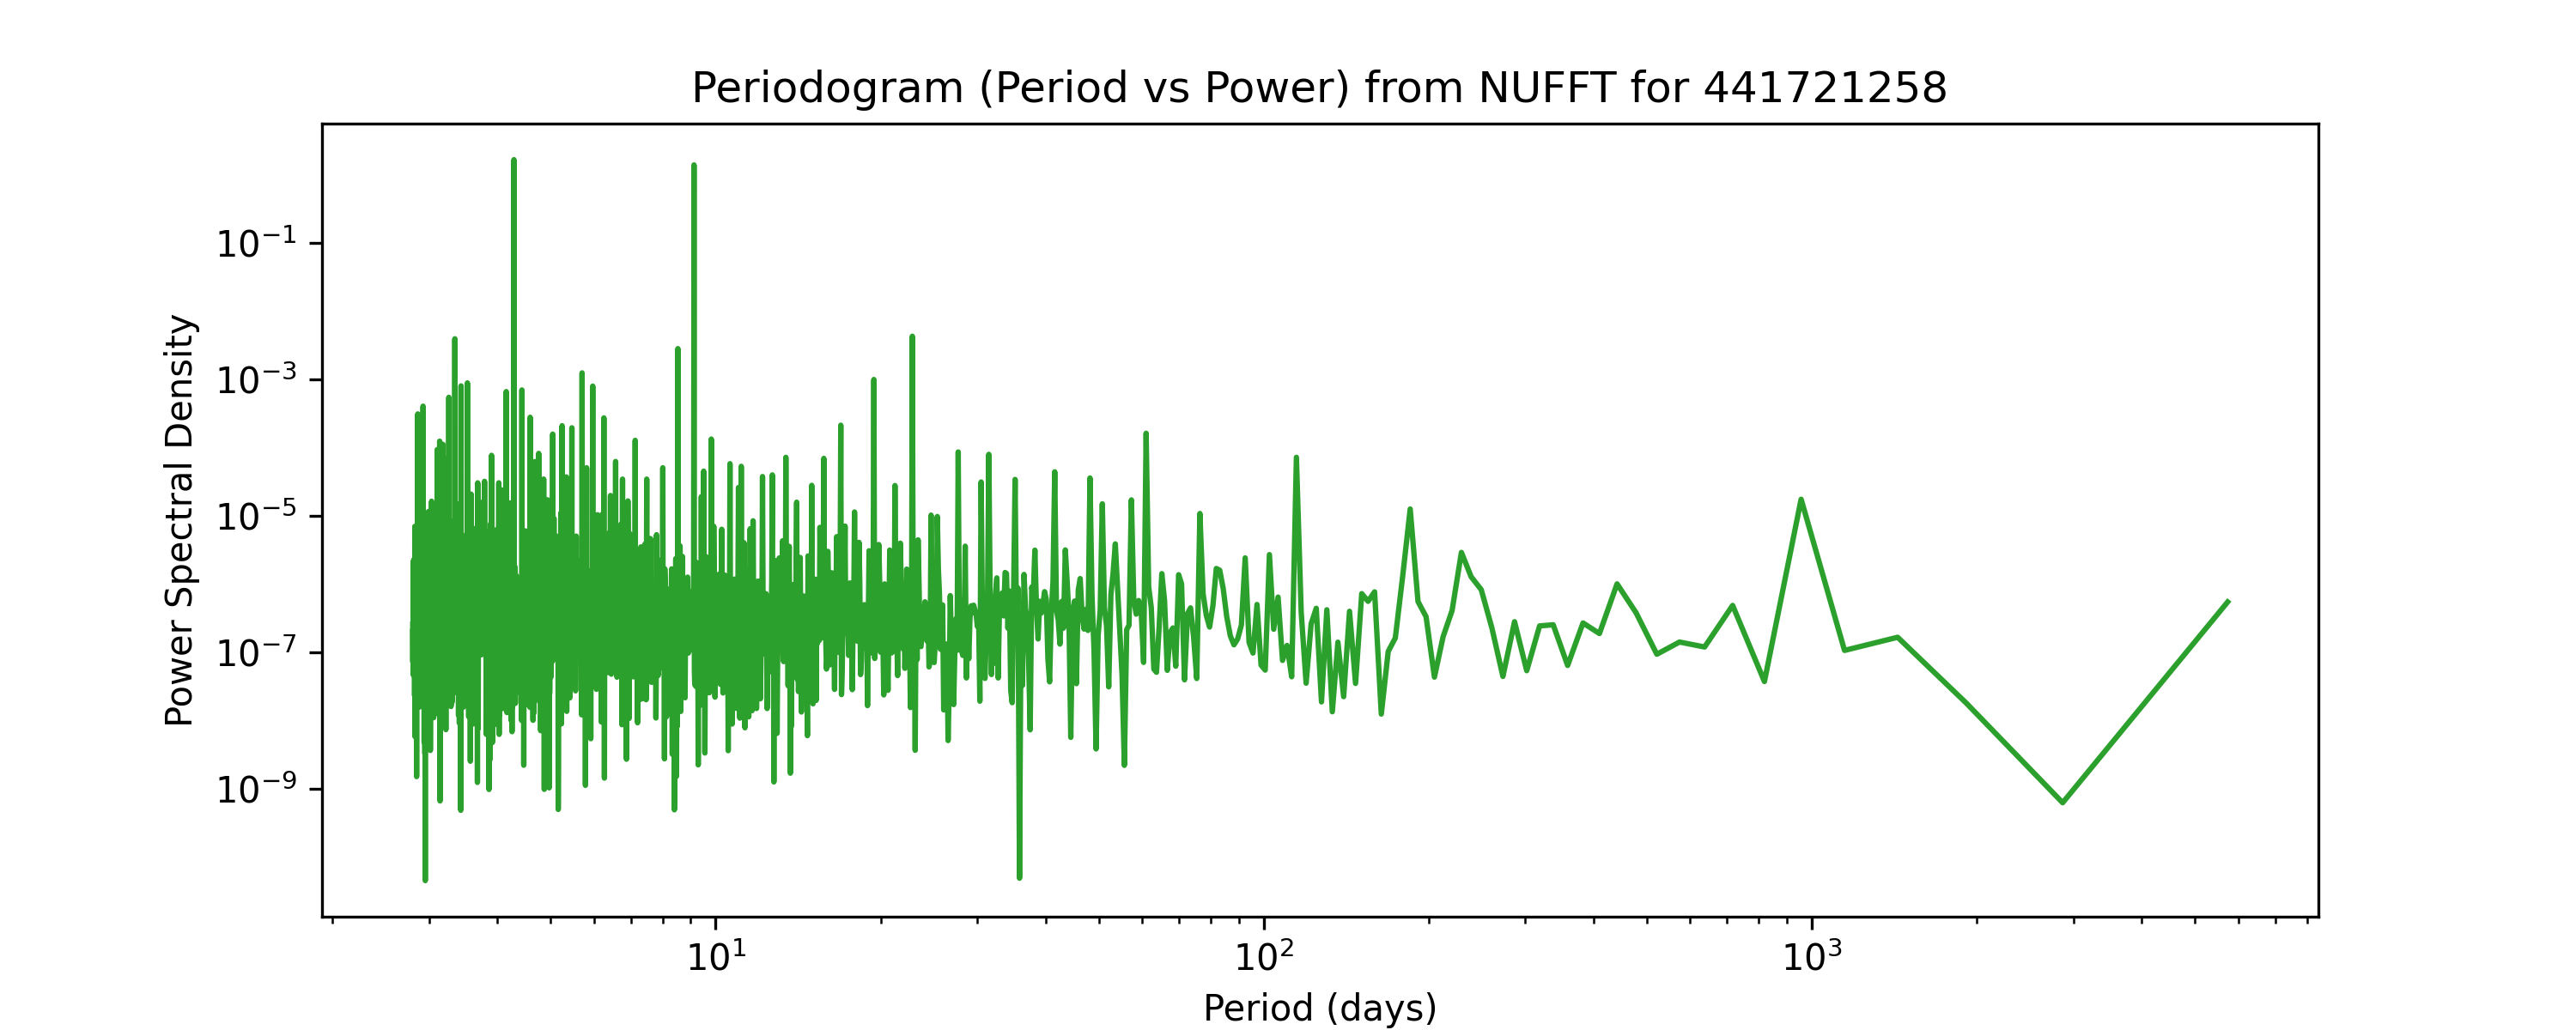 Periodogram (Period vs Power) from NUFFT for 441721258
Power Spectral Density
10⁻¹
10⁻³
10⁻⁵
10⁻⁷
10⁻⁹
10¹ 10² 10³
Period (days)